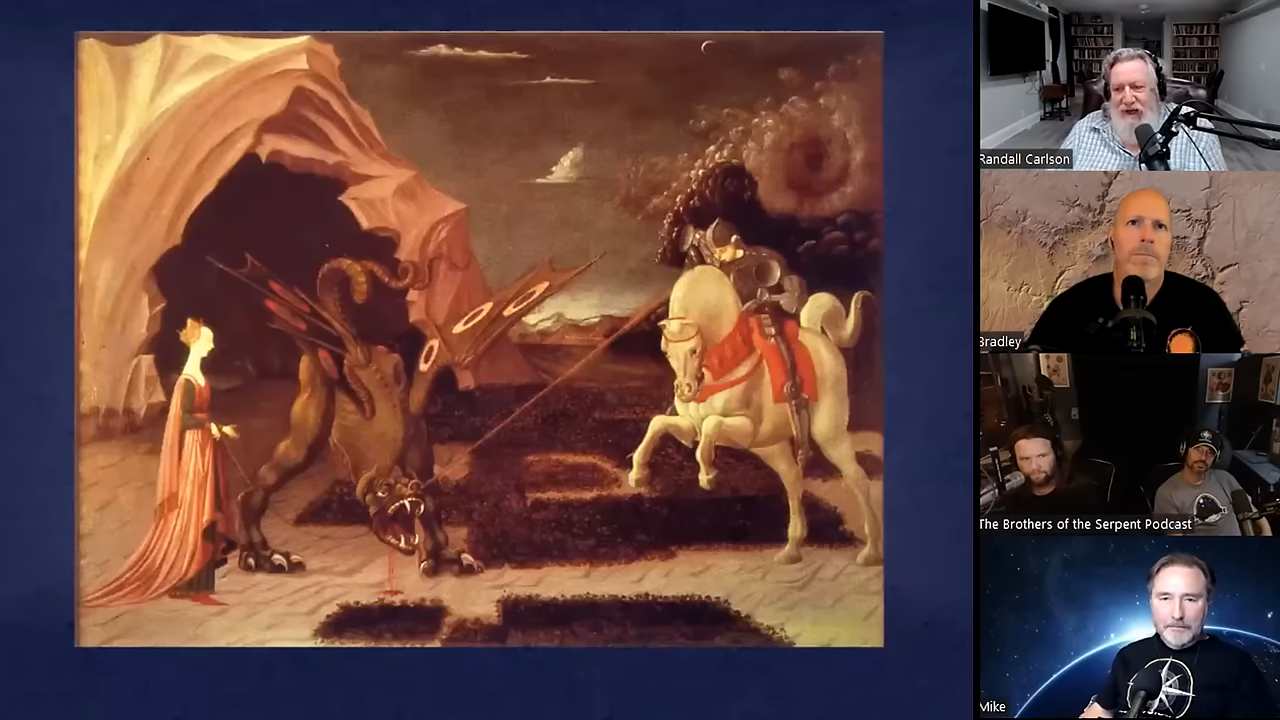 Randall Carlson
Bradley
The Brothers of the Serpent Podcast
Mike